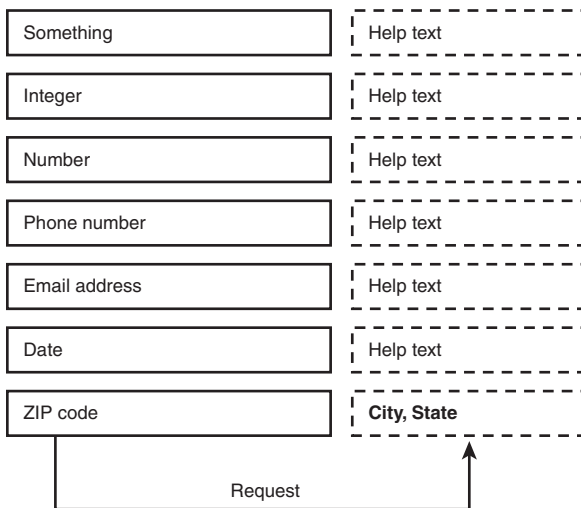 Something Help text
Integer Help text
Number Help text
Phone number Help text
Email address Help text
Date Help text
ZIP code City, State
Request